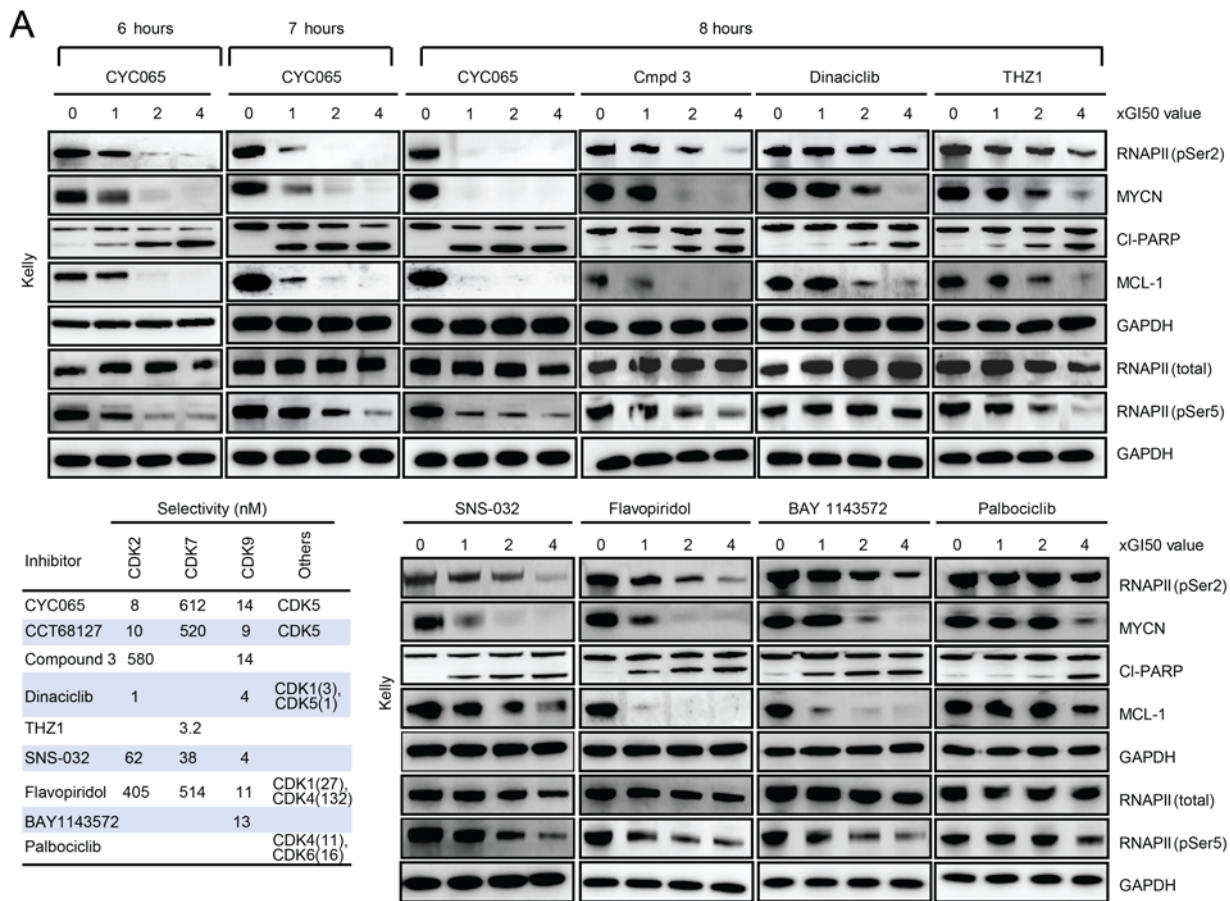 A
6 hours 7 hours 8 hours
CYC065 CYC065 CYC065 Cmpd 3 Dinaciclib THZ1
0 1 2 4 0 1 2 4 0 1 2 4 0 1 2 4 0 1 2 4 0 1 2 4 xGI50 value
RNAPII (pSer2)
MYCN
Cl-PARP
Kelly
MCL-1
GAPDH
RNAPII (total)
RNAPII (pSer5)
GAPDH
Selectivity (nM)
Inhibitor CDK2 CDK7 CDK9 Others
CYC065 8 612 14 CDK5
CCT68127 10 520 9 CDK5
Compound 3 580 14
Dinaciclib 1 4 CDK1(3),
CDK5(1)
THZ1 3.2
SNS-032 62 38 4
Flavopiridol 405 514 11 CDK1(27),
CDK4(132)
BAY1143572 13
Palbociclib CDK4(11),
CDK6(16)
SNS-032 Flavopiridol BAY 1143572 Palbociclib
0 1 2 4 0 1 2 4 0 1 2 4 0 1 2 4 xGI50 value
RNAPII (pSer2)
MYCN
Cl-PARP
Kelly
MCL-1
GAPDH
RNAPII (total)
RNAPII (pSer5)
GAPDH